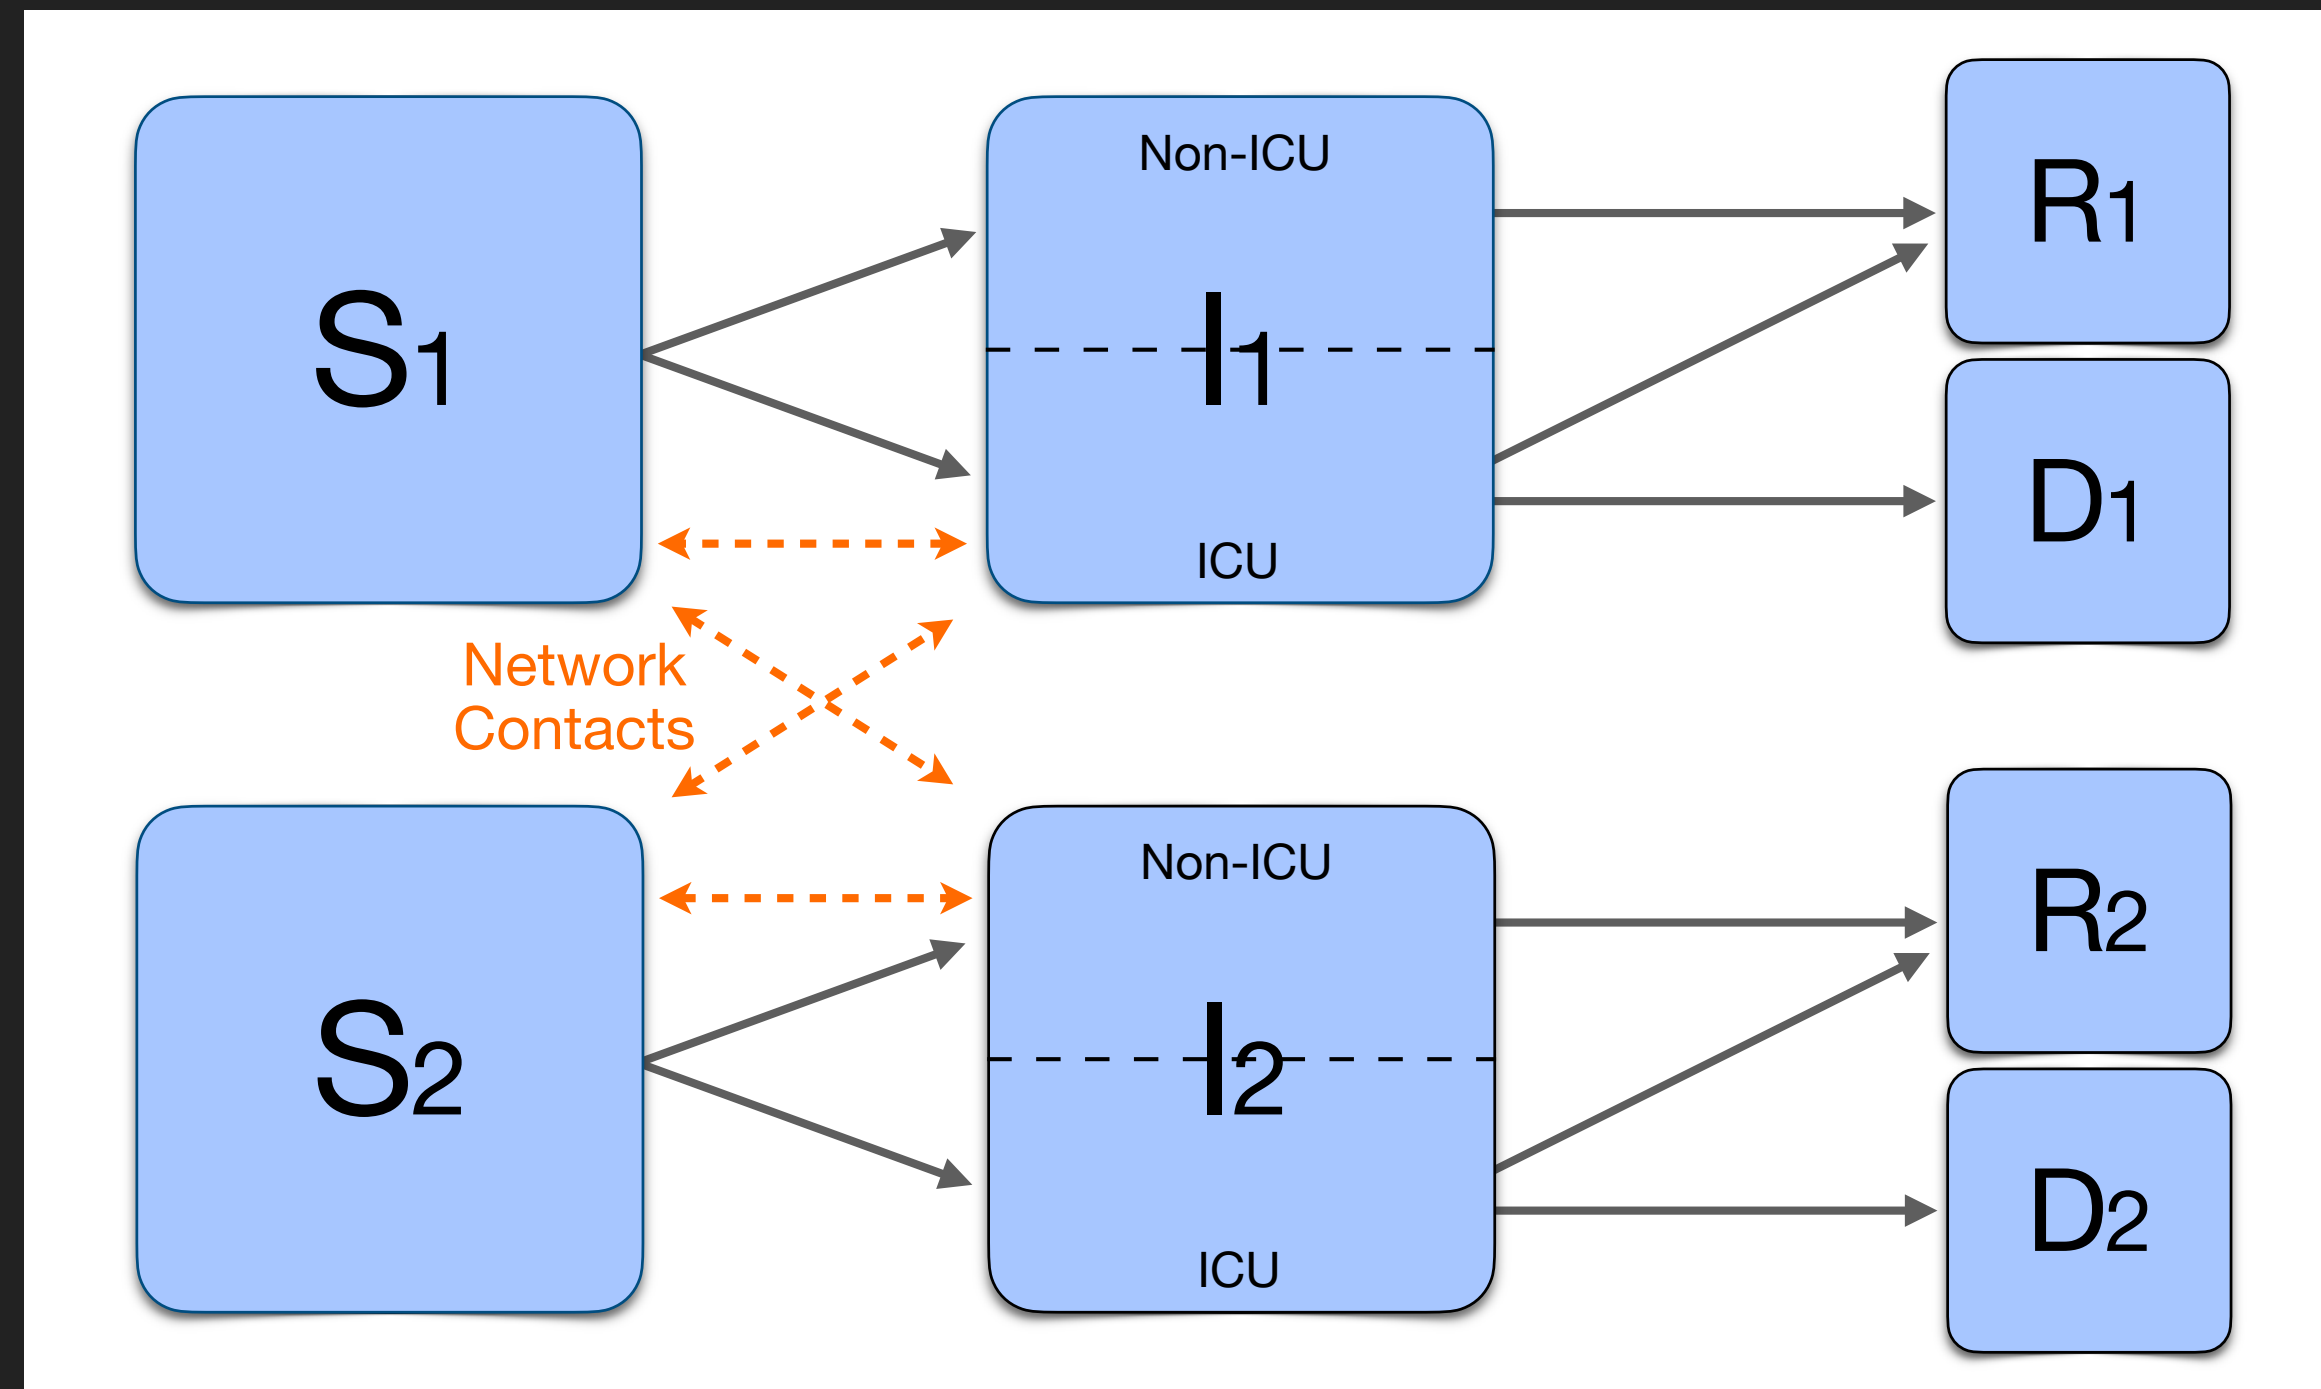 S1
Non-ICU
I1
ICU
R1
D1
Network
Contacts
S2
Non-ICU
I2
ICU
R2
D2